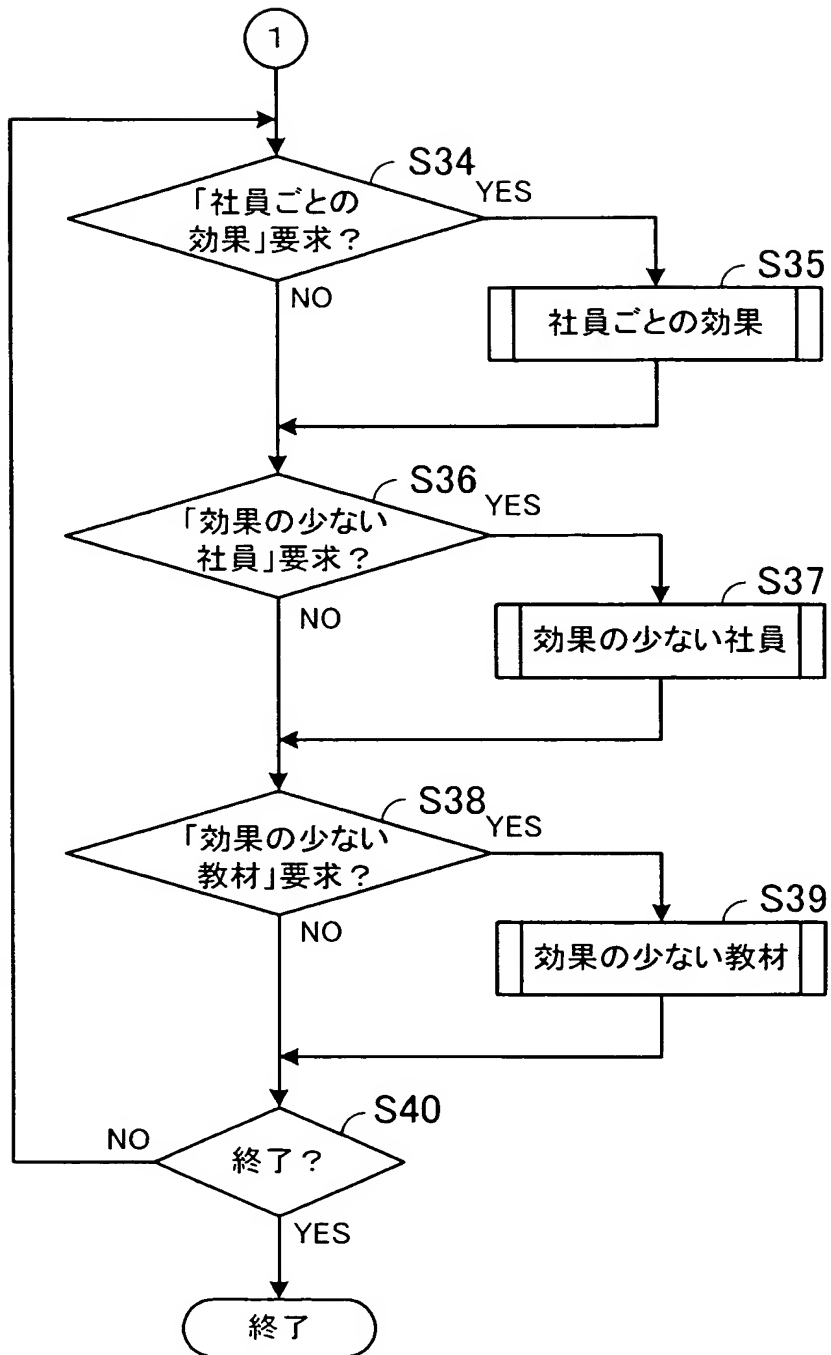 1
S34
「社員ごとの
効果」要求?
YES
NO
S35
社員ごとの効果
S36
「効果の少ない
社員」要求?
YES
NO
S37
効果の少ない社員
S38
「効果の少ない
教材」要求?
YES
NO
S39
効果の少ない教材
S40
終了?
NO
YES
終了